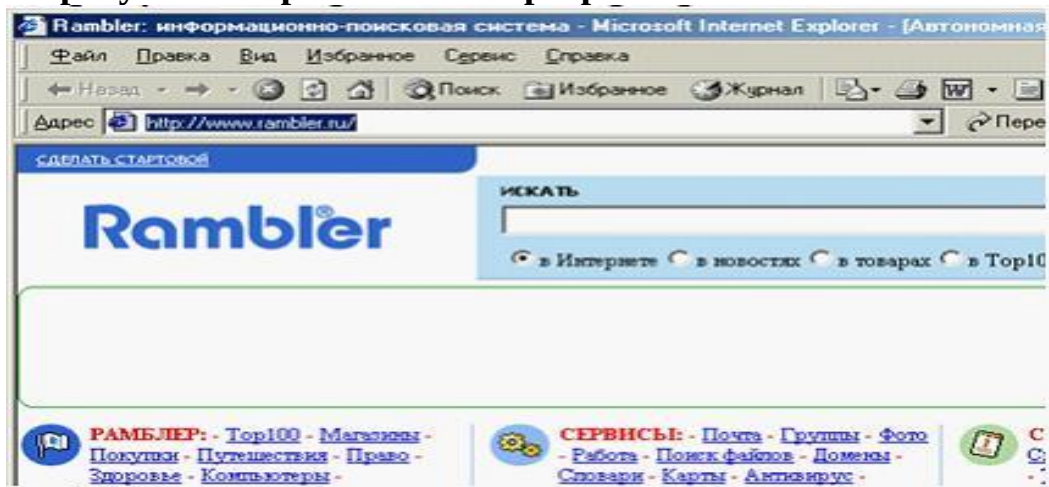 Rambler: информационно-поисковая система - Microsoft Internet Explorer - [Автономная
Файл Правка Вид Избранное Сервис Справка
Назад Поиск Избранное Журнал
Адрес http://www.rambler.ru/ Пере
СДЕЛАТЬ СТАРТОВОЙ
ИСКАТЬ
Rambler
в Интернете в новостях в товарах в Top10
РАМБЛЕР: - Top100 - Магазины -
Покупки - Путешествия - Право -
Здоровье - Компьютеры -
СЕРВИСЫ: - Почта - Группы - Фото
- Работа - Поиск файлов - Домены -
Словари - Карты - Антивирус -